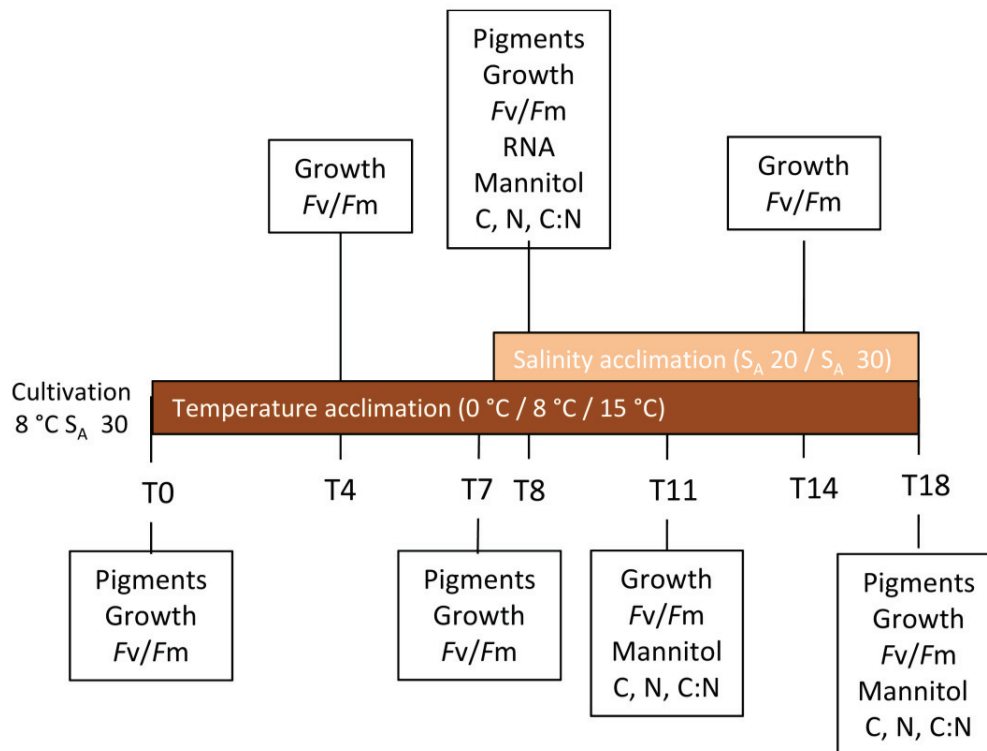 Pigments
Growth
Fv/Fm
RNA
Mannitol
C, N, C:N
Growth
Fv/Fm
Growth
Fv/Fm
Salinity acclimation (SA 20 / SA 30)
Cultivation
8 °C SA 30
Temperature acclimation (0 °C / 8 °C / 15 °C)
T0
T4
T7
T8
T11
T14
T18
Pigments
Growth
Fv/Fm
Pigments
Growth
Fv/Fm
Growth
Fv/Fm
Mannitol
C, N, C:N
Pigments
Growth
Fv/Fm
Mannitol
C, N, C:N